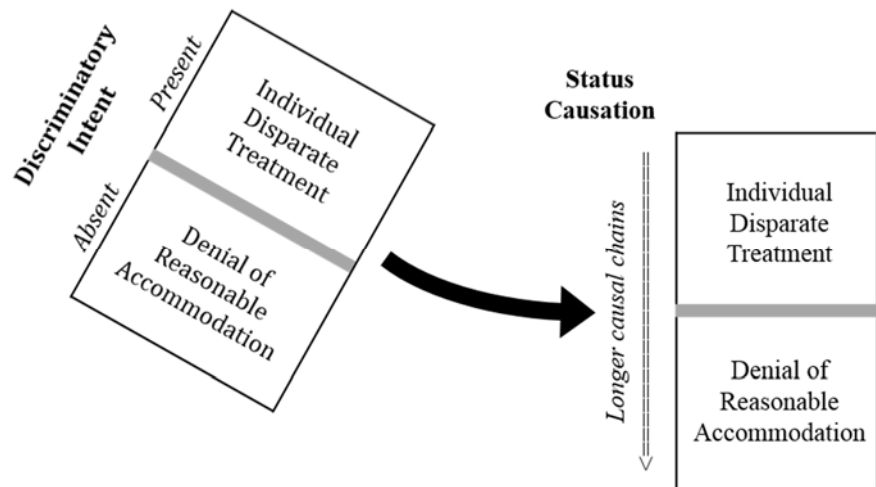 Discriminatory
Intent
Present
Absent
Individual
Disparate
Treatment
Denial of
Reasonable
Accommodation
Status
Causation
Longer causal chains
Individual
Disparate
Treatment
Denial of
Reasonable
Accommodation